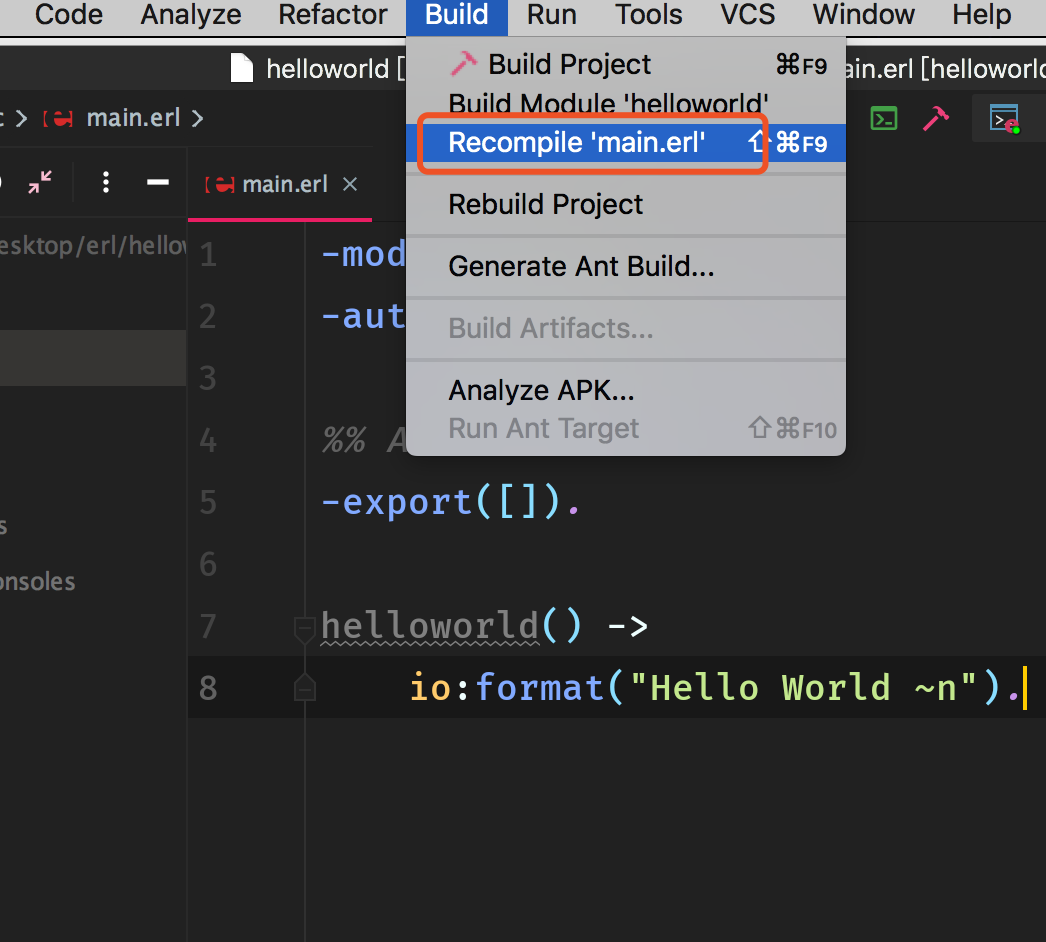 Code Analyze Refactor Build Run Tools VCS Window Help
helloworld [
ain.erl [helloworld
main.erl
main.erl
esktop/erl/hellow
Build Project ⌘F9
Build Module 'helloworld'
Recompile 'main.erl' ⇧⌘F9
Rebuild Project
Generate Ant Build...
Build Artifacts...
Analyze APK...
Run Ant Target ⇧⌘F10
onsoles
1 -mod
2 -aut
3
4 %% A
5 -export([]).
6
7 helloworld() ->
8 io:format("Hello World ~n").